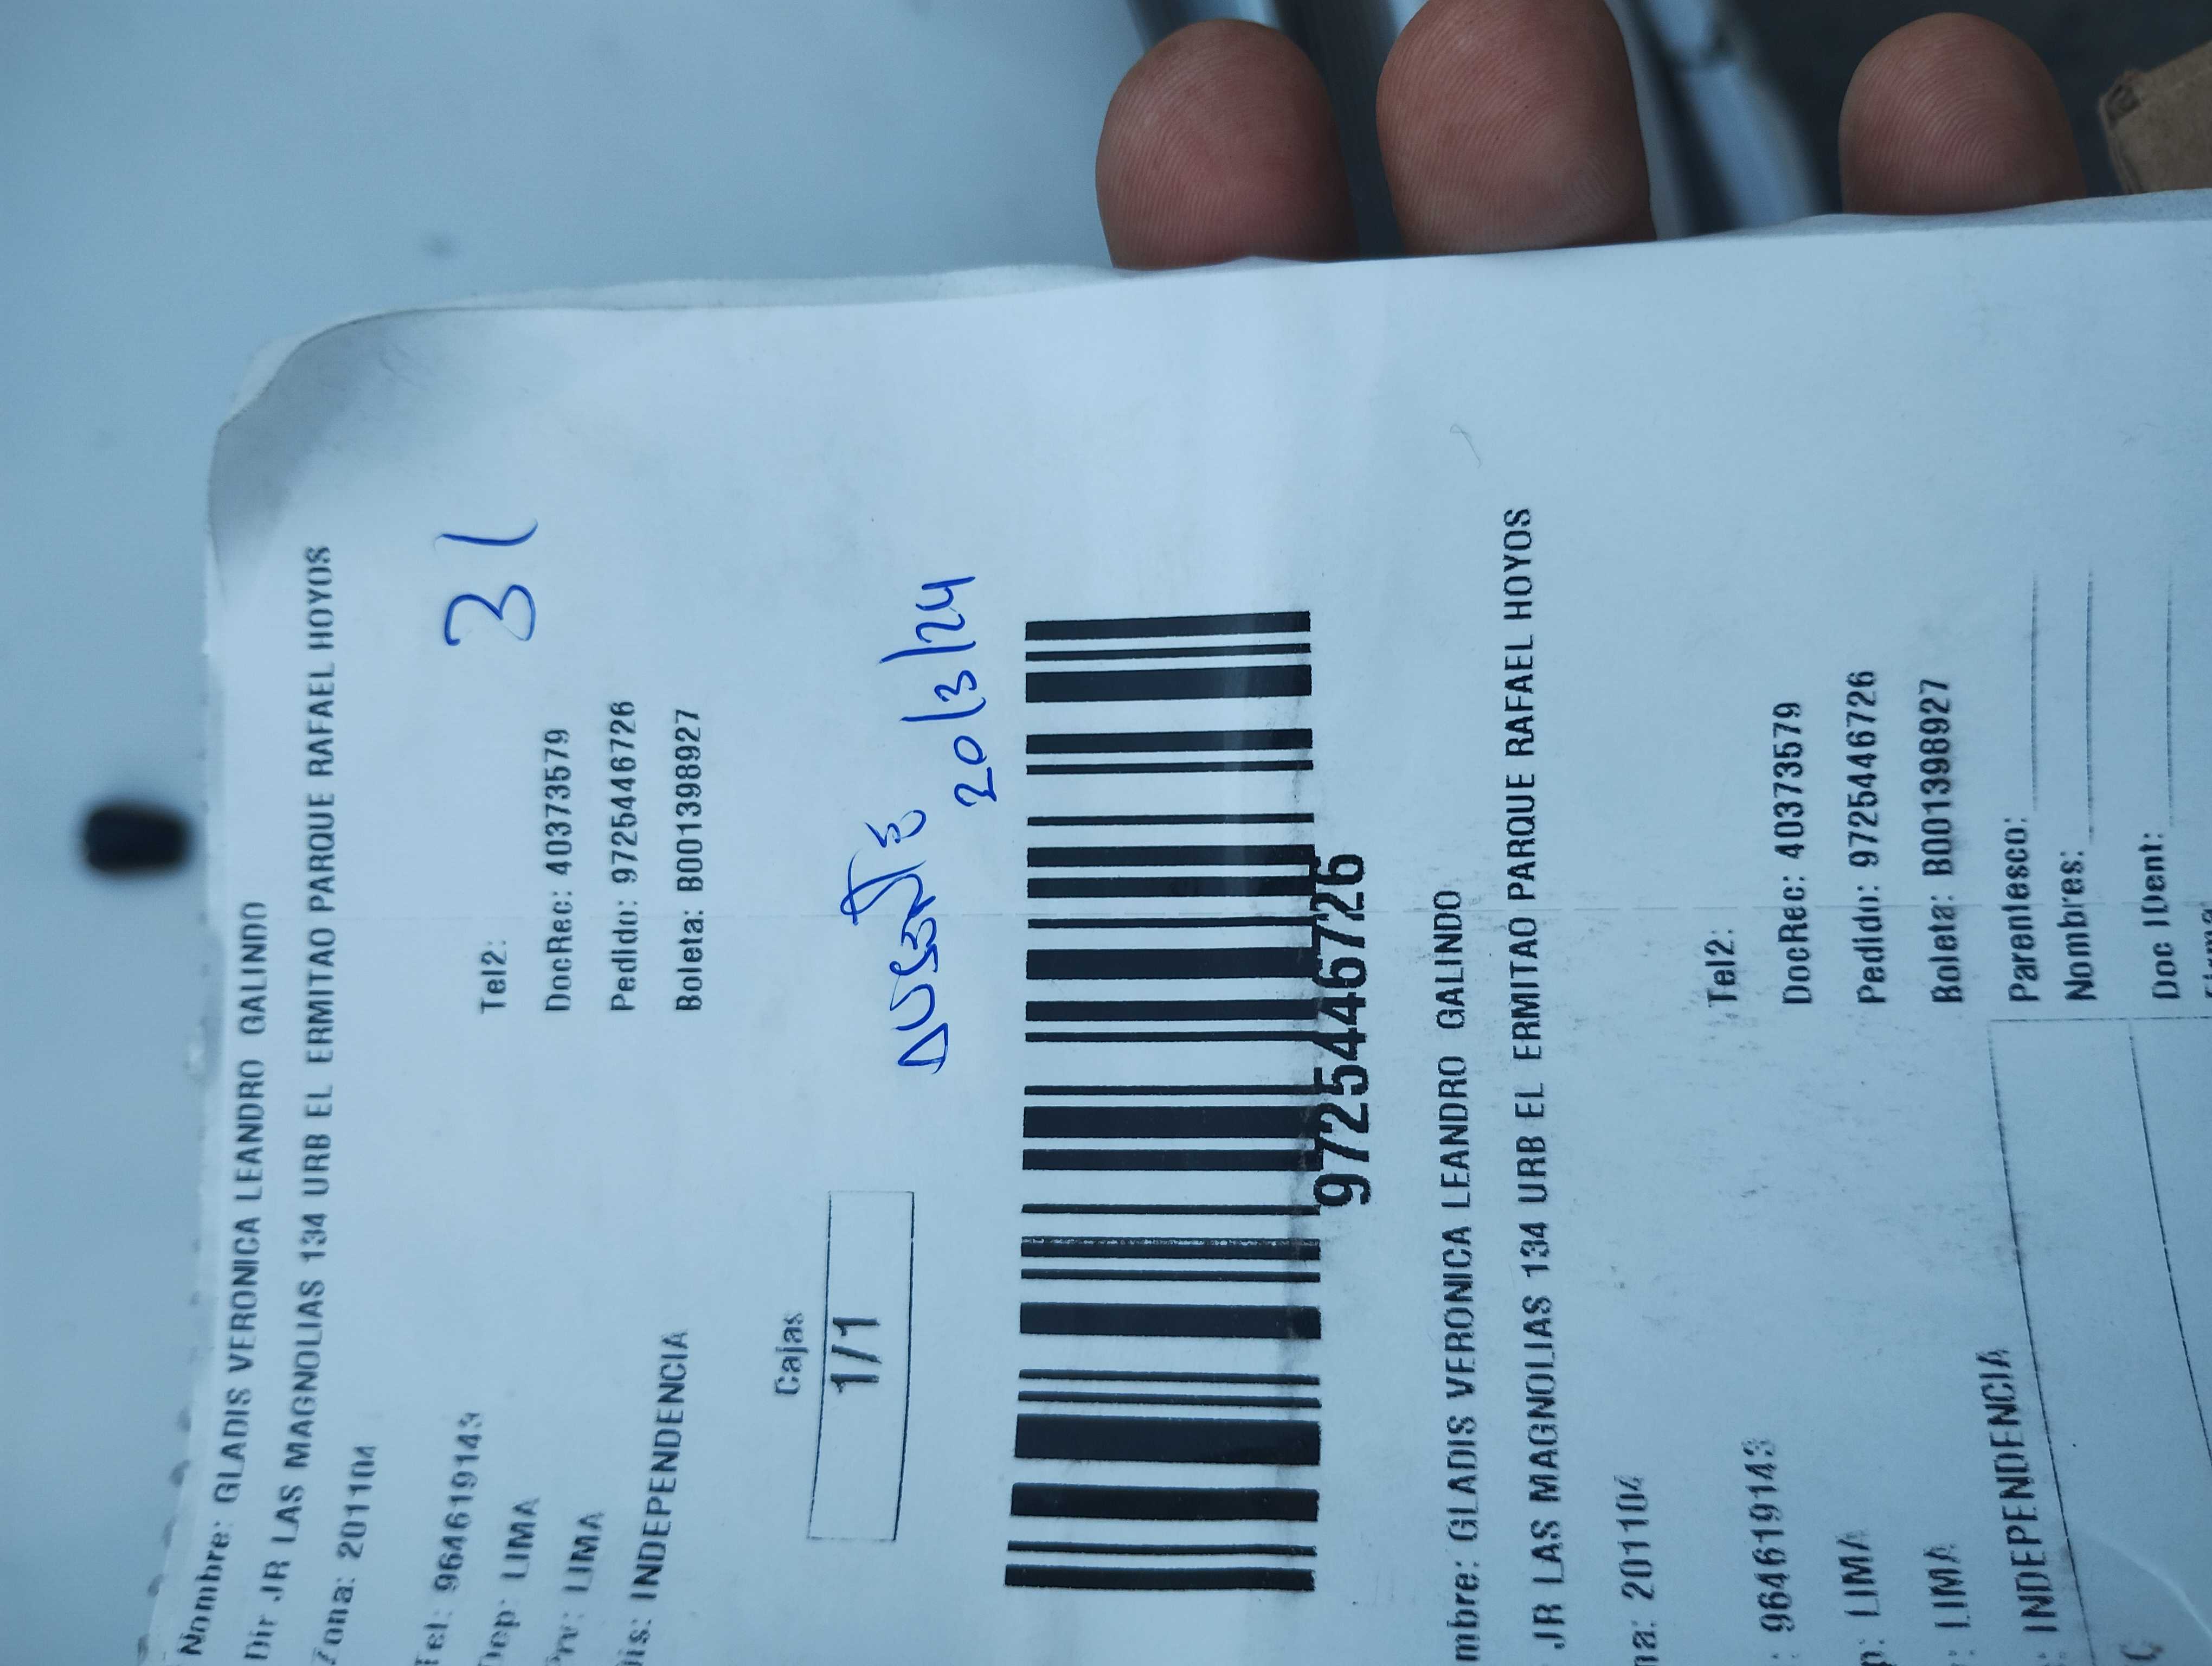 Nombre: GLADIS VERONICA LEANDRO GALINDO
Dir JR LAS MAGNOLIAS 134 URB EL ERMITAO PARQUE RAFAEL HOYOS
Zona: 201104
31
Tel: 964619143 Tel2:
Dep: LIMA DocRec: 40373579
Prv: LIMA Pedido: 9725446726
Dis: INDEPENDENCIA Boleta: B001398927
Cajas
1/1
AUSENTE
20/3/24
9725446726
mbre: GLADIS VERONICA LEANDRO GALINDO
JR LAS MAGNOLIAS 134 URB EL ERMITAO PARQUE RAFAEL HOYOS
na: 201104
: 964619143 Tel2:
p: LIMA DocRec: 40373579
: LIMA Pedido: 9725446726
: INDEPENDENCIA Boleta: B001398927
Parentesco:
Nombres:
Doc IDent: